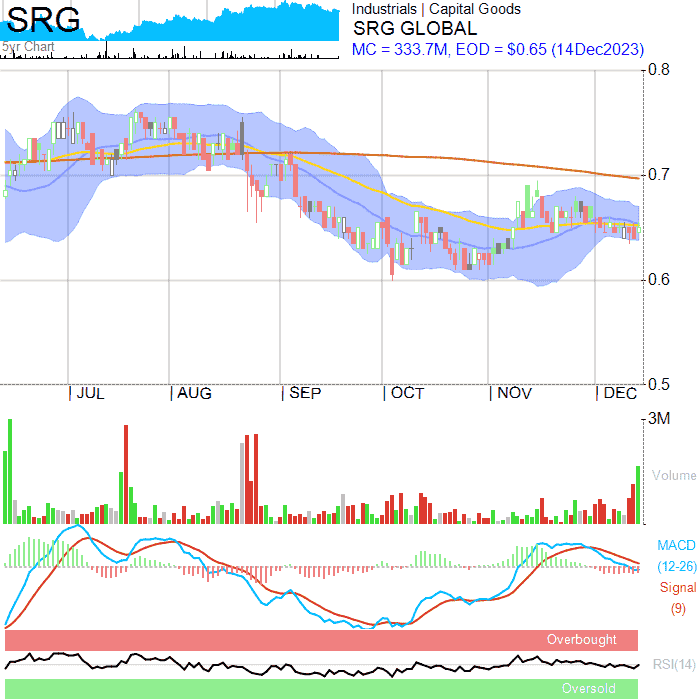 SRG
5yr Chart
Industrials | Capital Goods
SRG GLOBAL
MC = 333.7M, EOD = $0.65 (14Dec2023)
0.8
0.7
0.6
0.5
| JUL | AUG | SEP | OCT | NOV | DEC
3M
Volume
MACD
(12-26)
Signal
(9)
Overbought
RSI(14)
Oversold